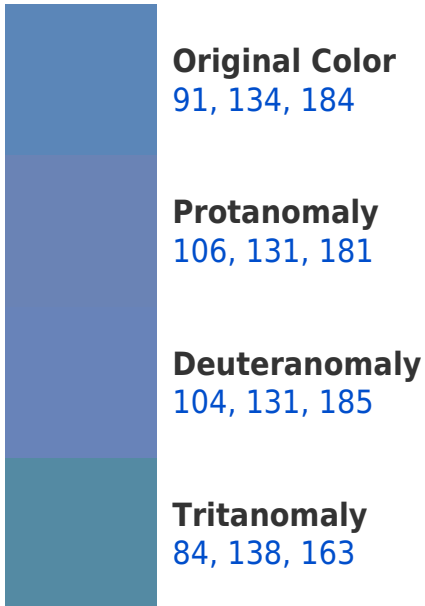 Original Color
91, 134, 184
Protanomaly
106, 131, 181
Deuteranomaly
104, 131, 185
Tritanomaly
84, 138, 163